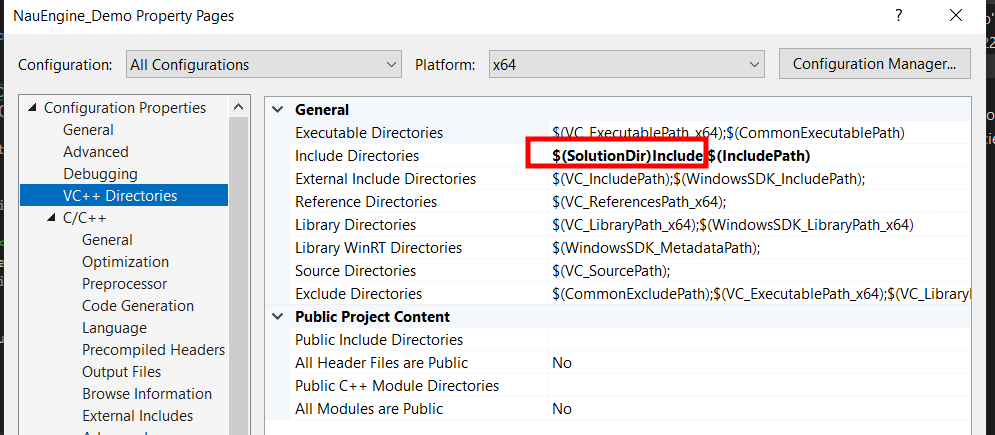 NauEngine_Demo Property Pages
Configuration: All Configurations Platform: x64 Configuration Manager...
Configuration Properties
General
Advanced
Debugging
VC++ Directories
C/C++
General
Optimization
Preprocessor
Code Generation
Language
Precompiled Headers
Output Files
Browse Information
External Includes
General
Executable Directories $(VC_ExecutablePath_x64);$(CommonExecutablePath)
Include Directories $(SolutionDir)Include;$(IncludePath)
External Include Directories $(VC_IncludePath);$(WindowsSDK_IncludePath);
Reference Directories $(VC_ReferencesPath_x64);
Library Directories $(VC_LibraryPath_x64);$(WindowsSDK_LibraryPath_x64)
Library WinRT Directories $(WindowsSDK_MetadataPath);
Source Directories $(VC_SourcePath);
Exclude Directories $(CommonExcludePath);$(VC_ExecutablePath_x64);$(VC_Library
Public Project Content
Public Include Directories
All Header Files are Public No
Public C++ Module Directories
All Modules are Public No